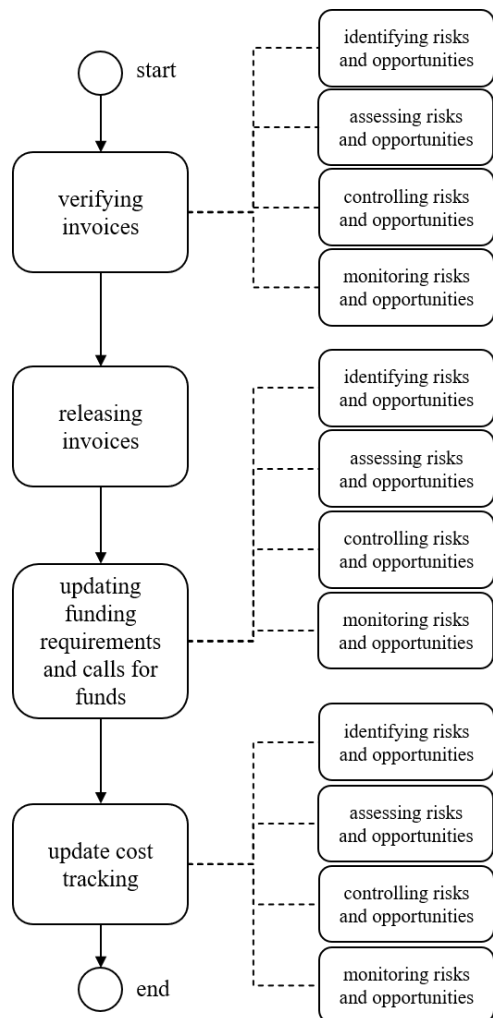 start
verifying
invoices
identifying risks
and opportunities
assessing risks
and opportunities
controlling risks
and opportunities
monitoring risks
and opportunities
releasing
invoices
updating
funding
requirements
and calls for
funds
identifying risks
and opportunities
assessing risks
and opportunities
controlling risks
and opportunities
monitoring risks
and opportunities
update cost
tracking
identifying risks
and opportunities
assessing risks
and opportunities
controlling risks
and opportunities
monitoring risks
and opportunities
end